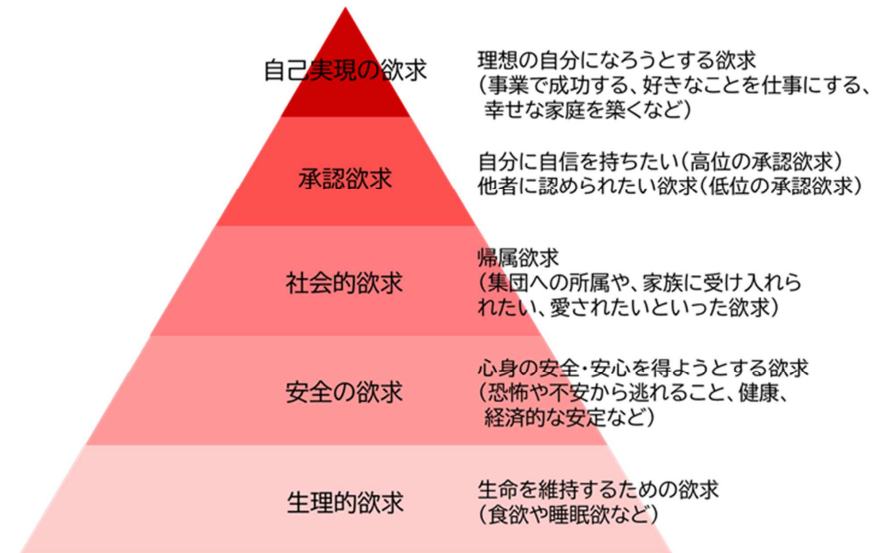 自己実現の欲求
理想の自分になろうとする欲求
（事業で成功する、好きなことを仕事にする、
幸せな家庭を築くなど）
承認欲求
自分に自信を持ちたい（高位の承認欲求）
他者に認められたい欲求（低位の承認欲求）
社会的欲求
帰属欲求
（集団への所属や、家族に受け入れら
れたい、愛されたいといった欲求）
安全の欲求
心身の安全・安心を得ようとする欲求
（恐怖や不安から逃れること、健康、
経済的な安定など）
生理的欲求
生命を維持するための欲求
（食欲や睡眠欲など）